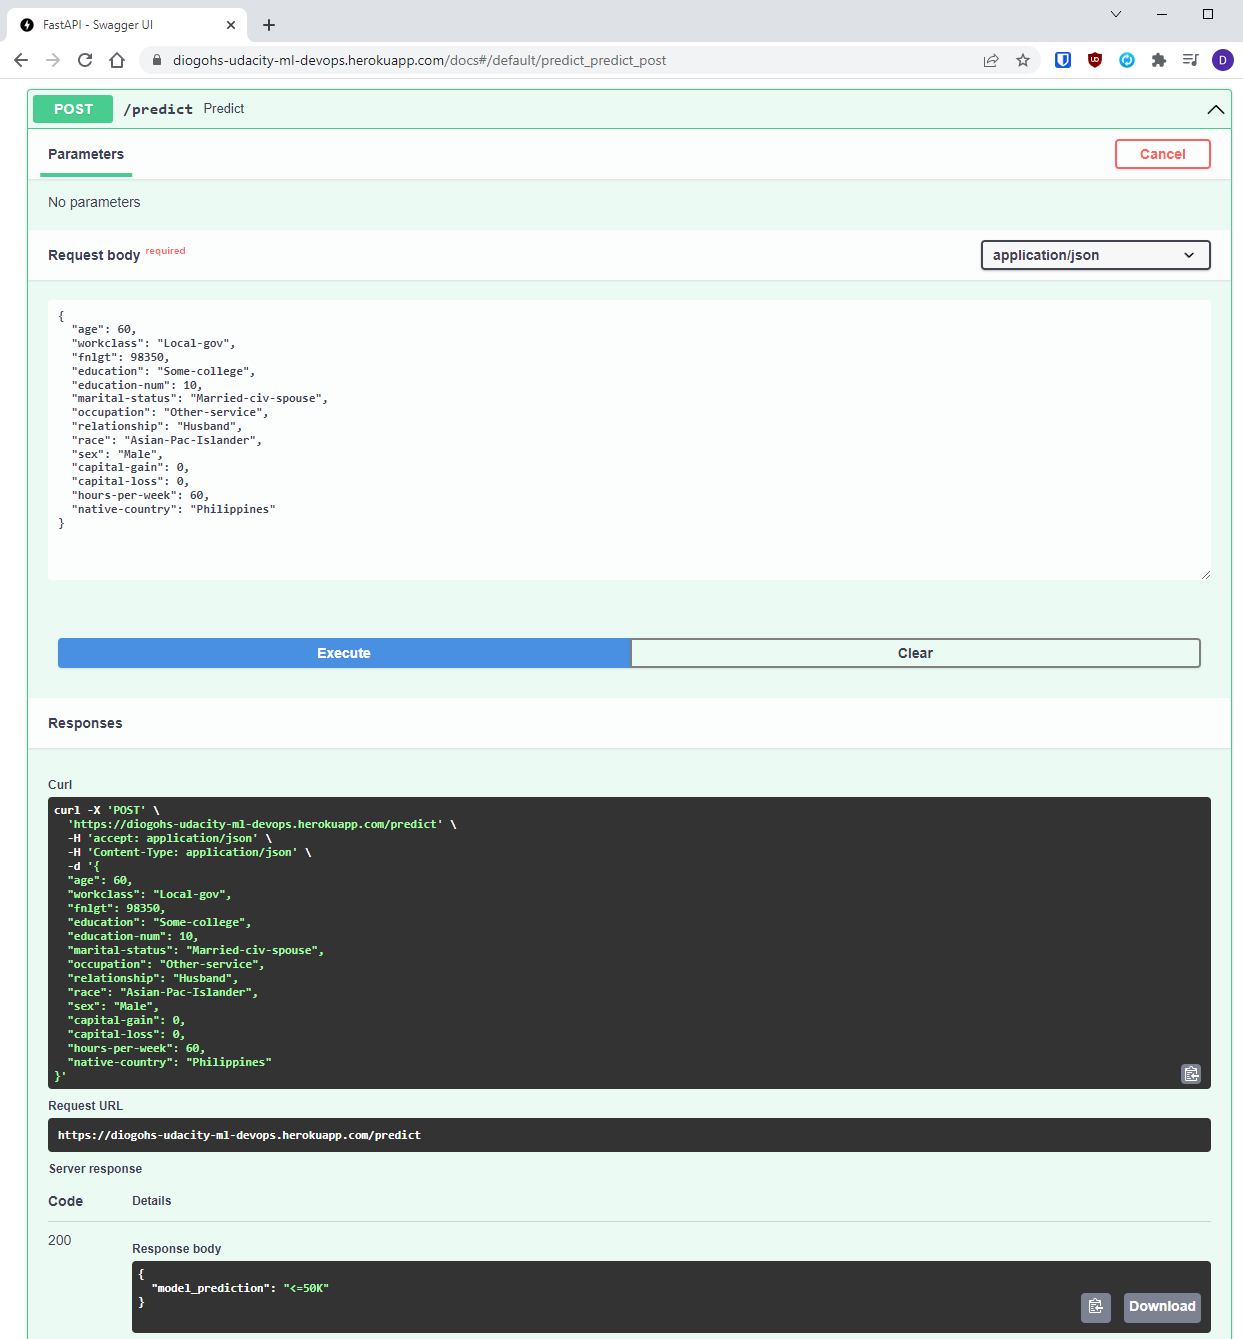 FastAPI - Swagger UI
diogohs-udacity-ml-devops.herokuapp.com/docs#/default/predict_predict_post
D
POST /predict Predict
Parameters
Cancel
No parameters
Request body required
application/json
{
"age": 60,
"workclass": "Local-gov",
"fnlgt": 98350,
"education": "Some-college",
"education-num": 10,
"marital-status": "Married-civ-spouse",
"occupation": "Other-service",
"relationship": "Husband",
"race": "Asian-Pac-Islander",
"sex": "Male",
"capital-gain": 0,
"capital-loss": 0,
"hours-per-week": 60,
"native-country": "Philippines"
}
Execute
Clear
Responses
Curl
curl -X 'POST' \
'https://diogohs-udacity-ml-devops.herokuapp.com/predict' \
-H 'accept: application/json' \
-H 'Content-Type: application/json' \
-d '{
"age": 60,
"workclass": "Local-gov",
"fnlgt": 98350,
"education": "Some-college",
"education-num": 10,
"marital-status": "Married-civ-spouse",
"occupation": "Other-service",
"relationship": "Husband",
"race": "Asian-Pac-Islander",
"sex": "Male",
"capital-gain": 0,
"capital-loss": 0,
"hours-per-week": 60,
"native-country": "Philippines"
}'
Request URL
https://diogohs-udacity-ml-devops.herokuapp.com/predict
Server response
Code Details
200
Response body
{
"model_prediction": "<=50K"
}
Download